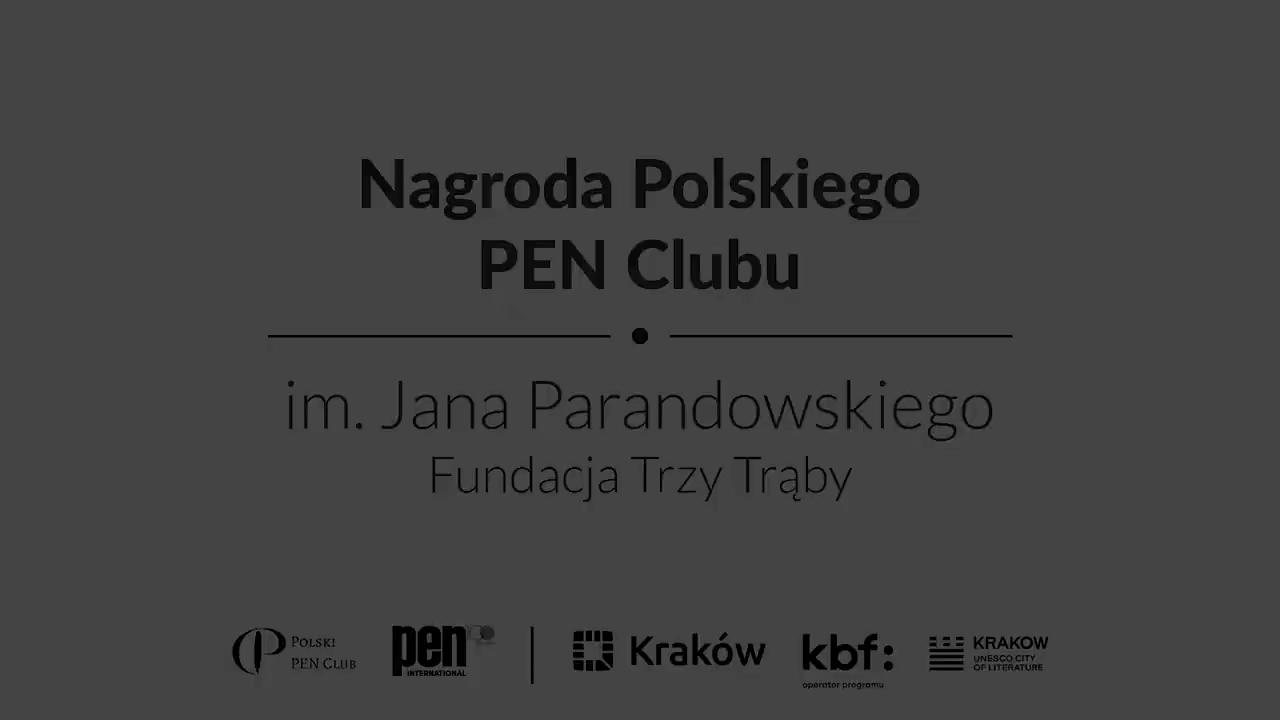 Nagroda Polskiego
PEN Clubu
im. Jana Parandowskiego
Fundacja Trzy Trąby
POLSKI
PEN CLUB
pen
INTERNATIONAL
Kraków
kbf:
operator programu
KRAKOW
UNESCO CITY
OF LITERATURE